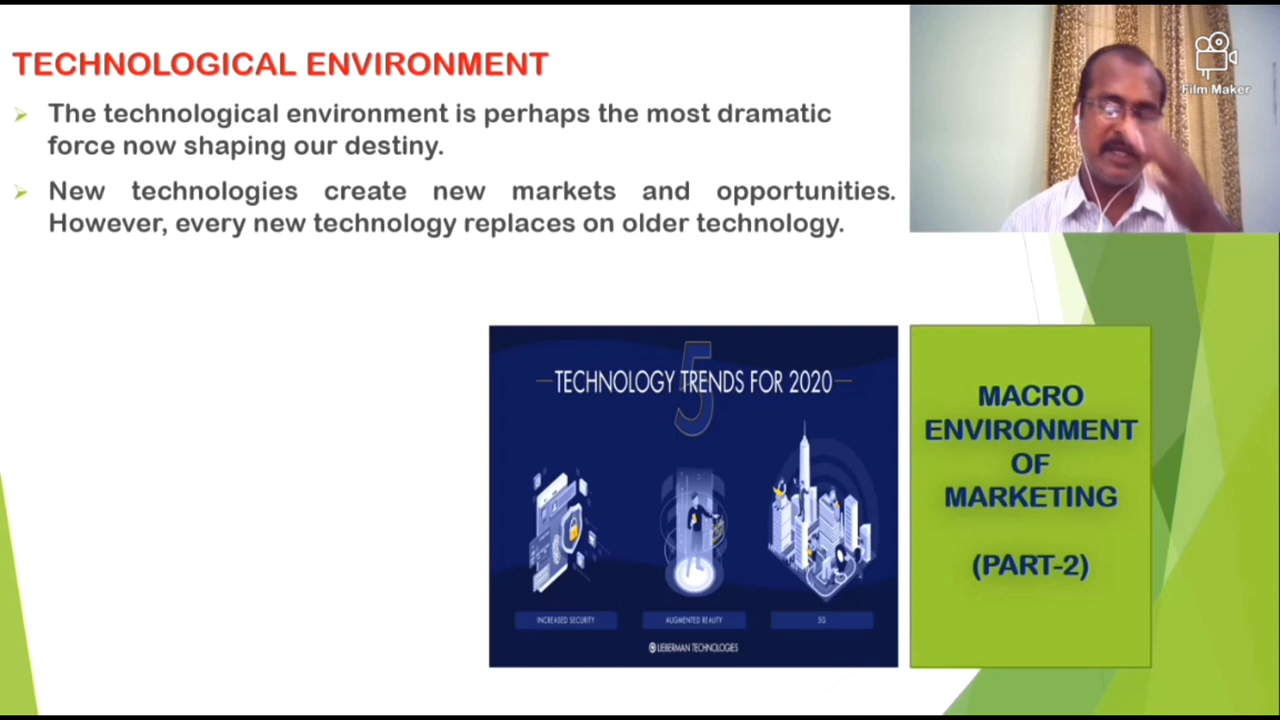 TECHNOLOGICAL ENVIRONMENT
The technological environment is perhaps the most dramatic
force now shaping our destiny.
New technologies create new markets and opportunities.
However, every new technology replaces on older technology.
Film Maker
5
TECHNOLOGY TRENDS FOR 2020
INCREASED SECURITY
AUGMENTED REALITY
5G
LIEBERMAN TECHNOLOGIES
MACRO
ENVIRONMENT
OF
MARKETING
(PART-2)